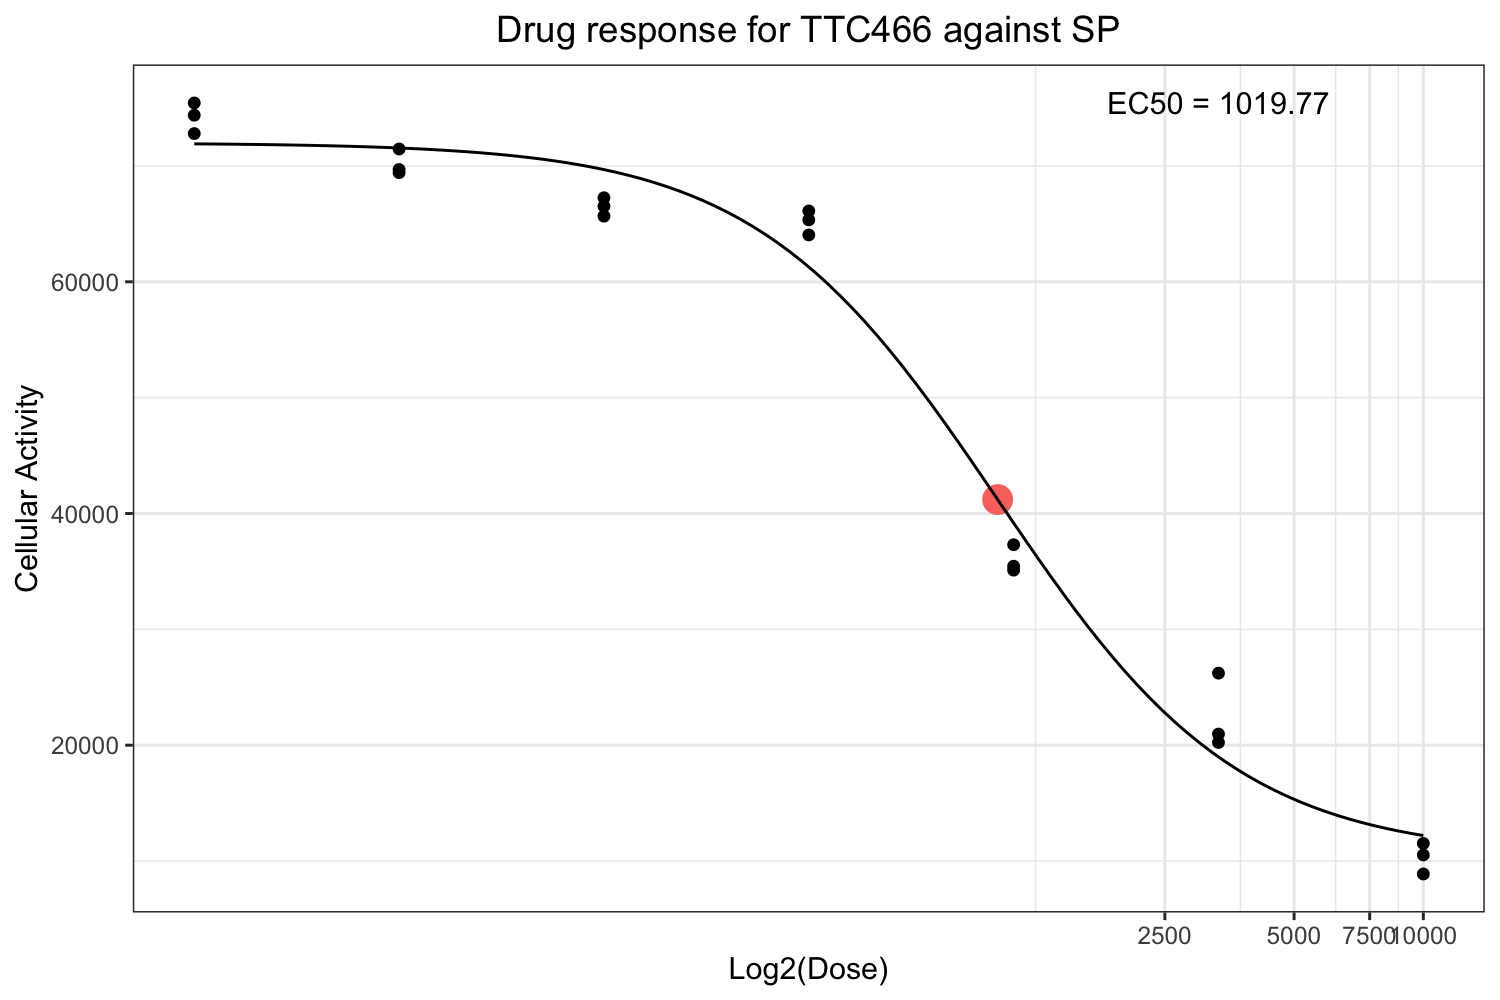 Drug response for TTC466 against SP
EC50 = 1019.77
60000
40000
20000
Cellular Activity
2500 5000 7500 10000
Log2(Dose)